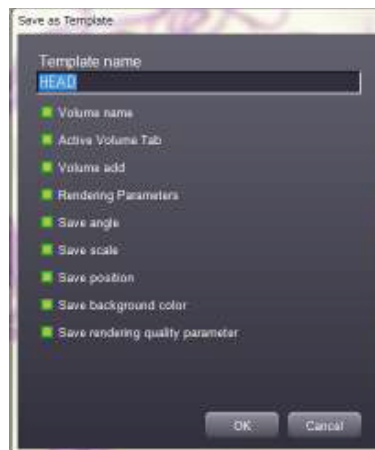 Save as Template
Template name
HEAD
Volume name
Active Volume Tab
Volume add
Rendering Parameters
Save angle
Save scale
Save position
Save background color
Save rendering quality parameter
OK Cancel